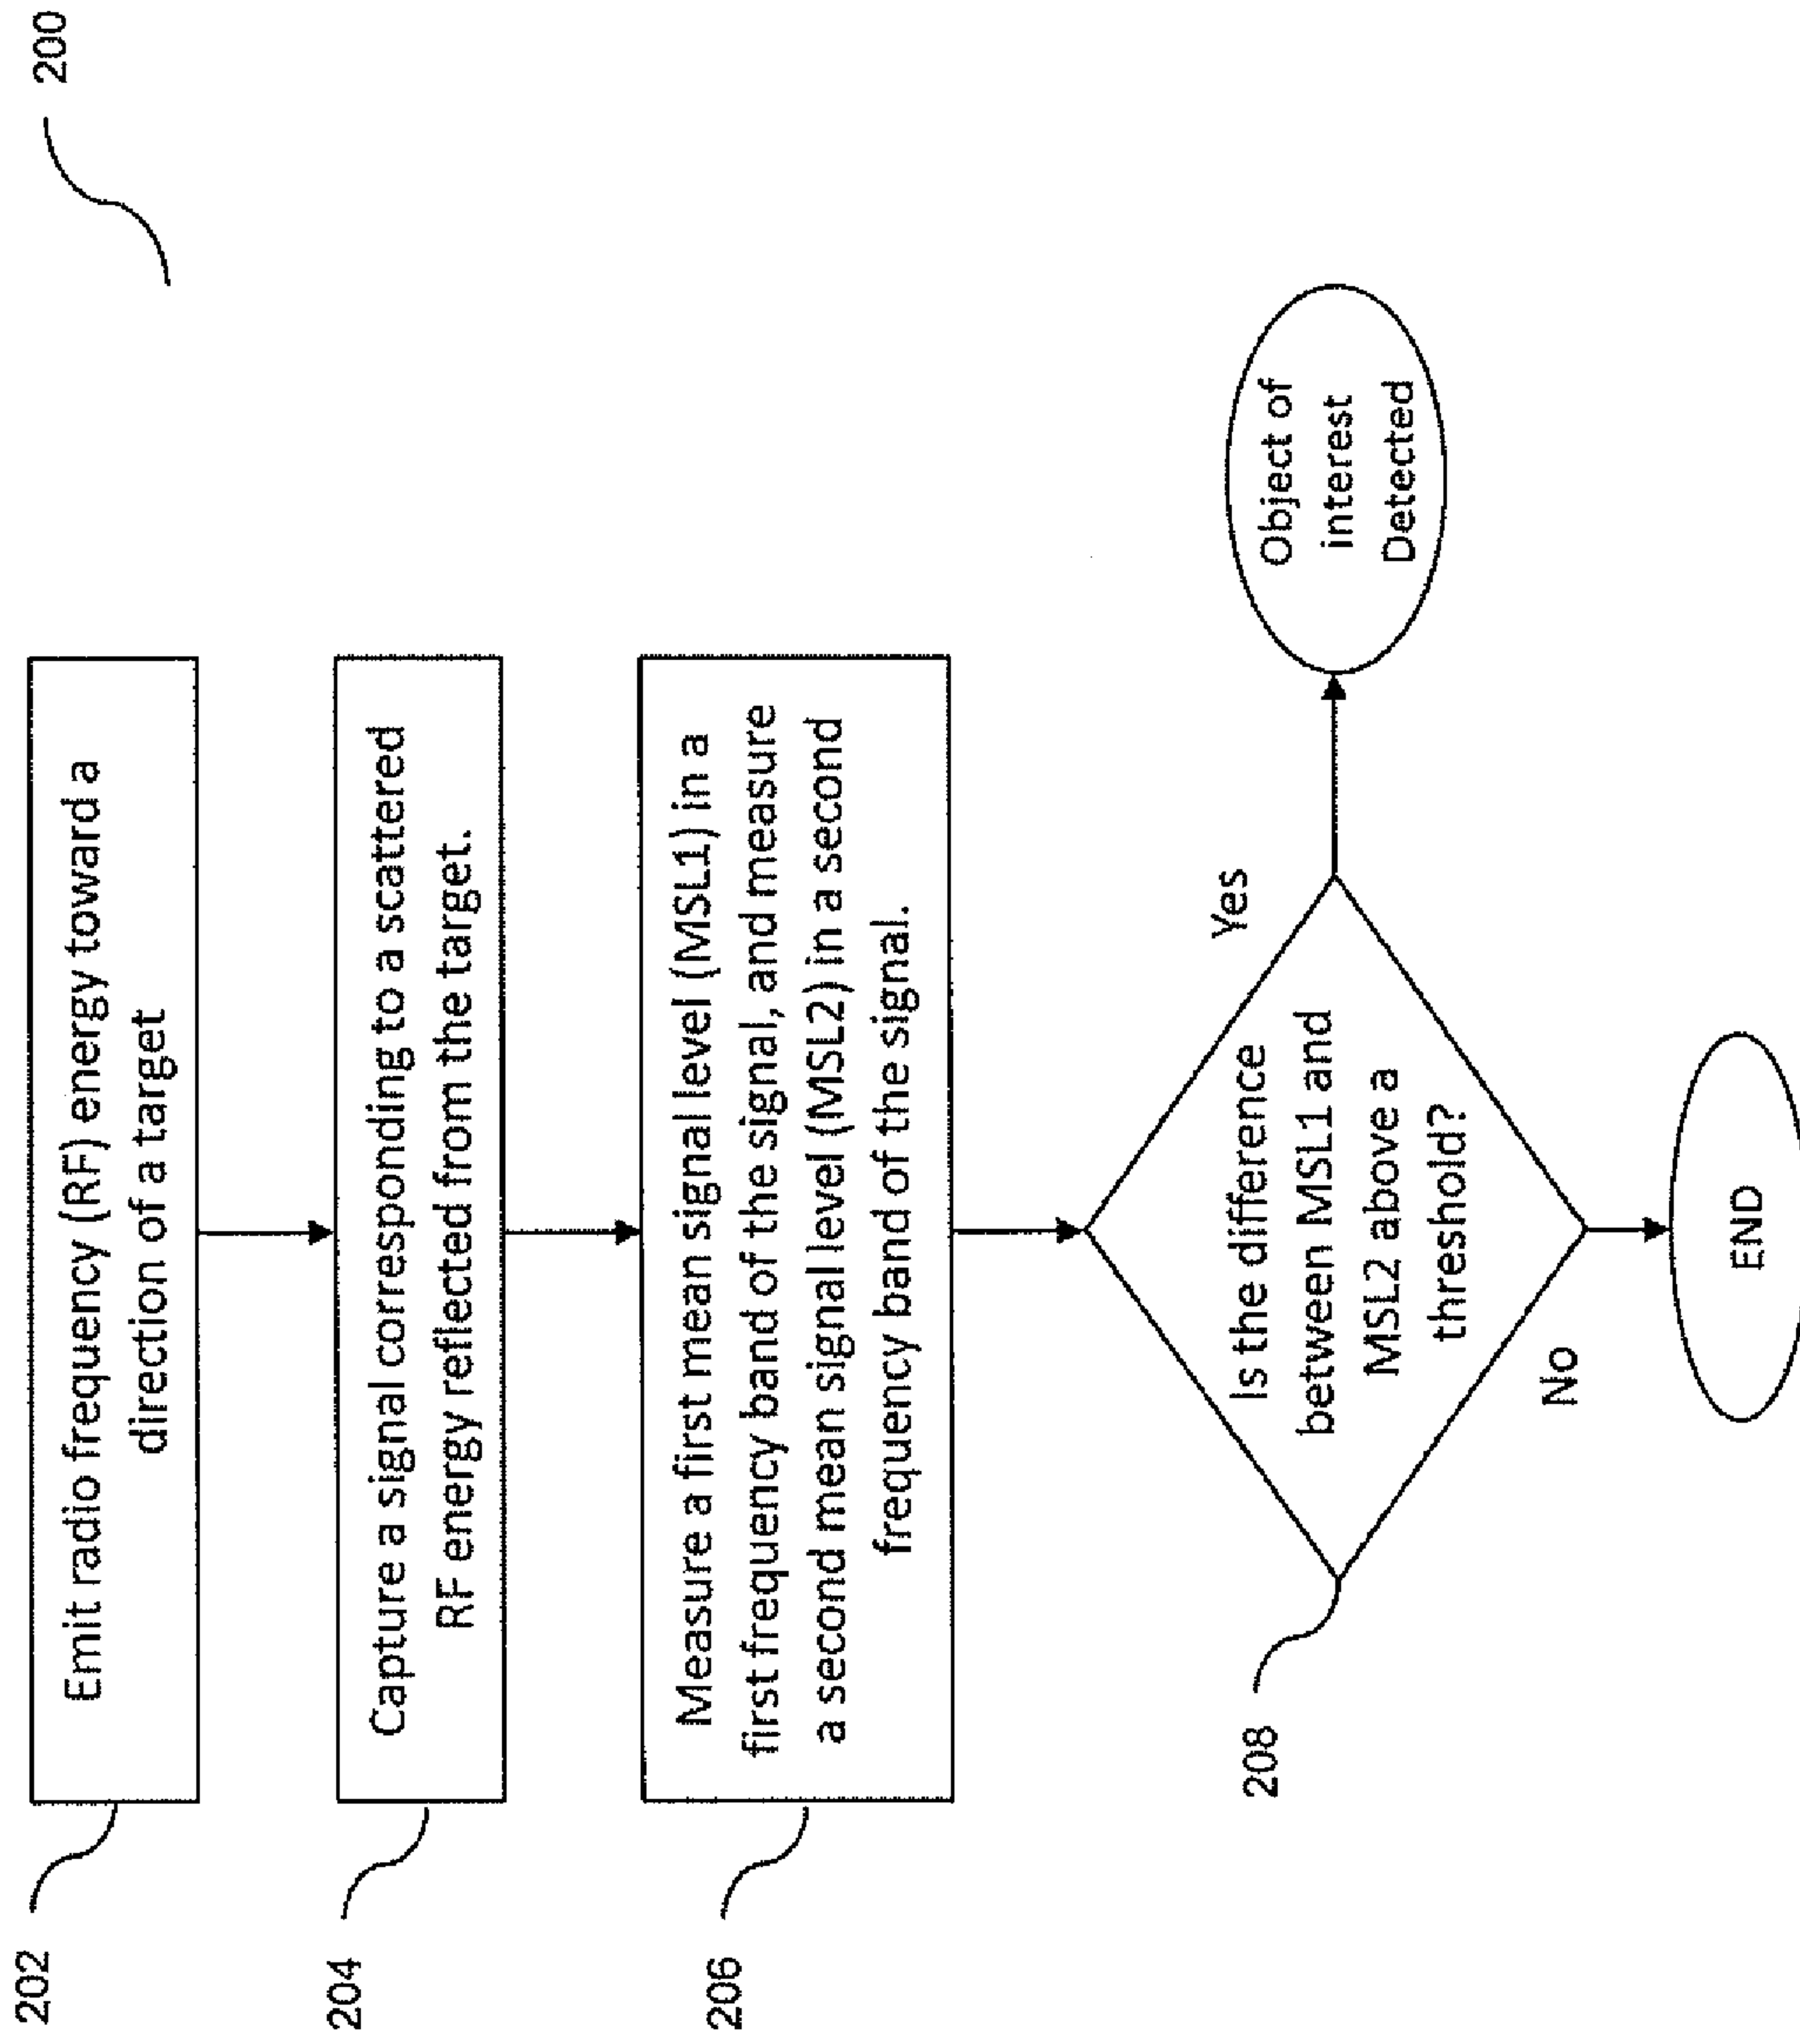 200
202
Emit radio frequency (RF) energy toward a
direction of a target
204
Capture a signal corresponding to a scattered
RF energy reflected from the target.
206
Measure a first mean signal level (MSL1) in a
first frequency band of the signal, and measure
a second mean signal level (MSL2) in a second
frequency band of the signal.
208
Is the difference
between MSL1 and
MSL2 above a
threshold?
Yes
Object of
interest
Detected
No
END